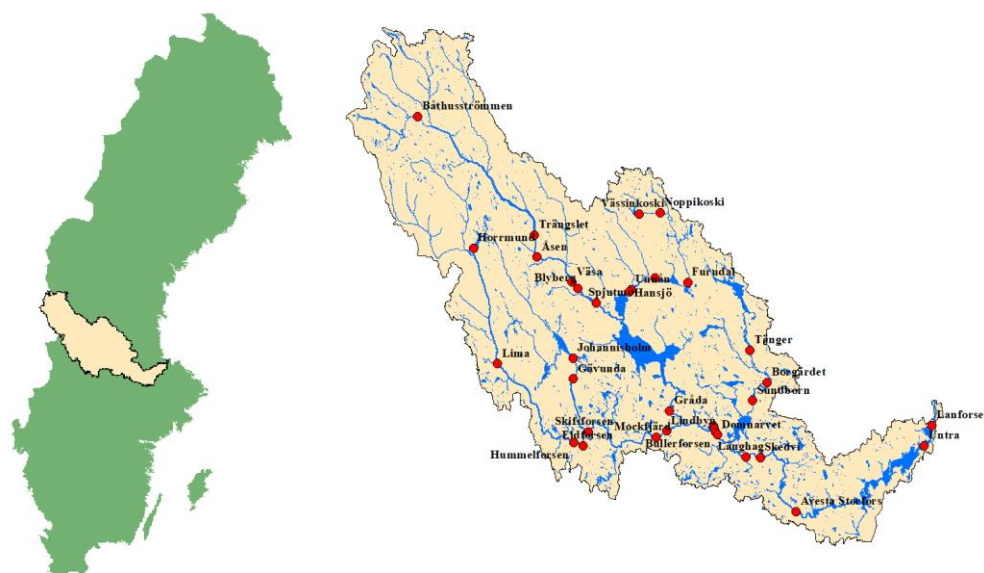 Båthusströmmen
Vässinkoski
Noppikoski
Trängslet
Horrmund
Åsen
Väsa
Blyberg
Unnån
Furudal
Spjutmo
Hansjö
Tänger
Johannisholm
Lima
Gävunda
Borgärdet
Sundborn
Gråda
Lanforse
Skifsforsen
Mockfjärd
Lindbyn
Domnarvet
Untra
Eldforsen
Bullerforsen
Hummelforsen
Långhag
Skedvi
Avesta Storfors